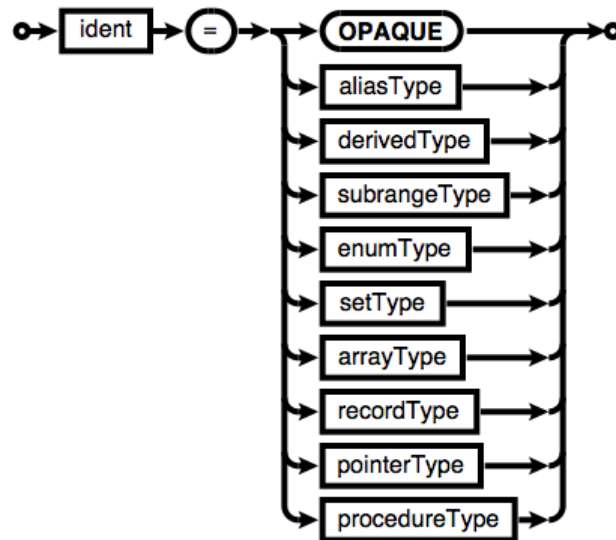 ident = OPAQUE
aliasType
derivedType
subrangeType
enumType
setType
arrayType
recordType
pointerType
procedureType